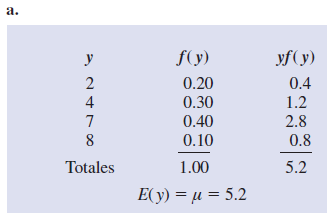 a.
y f(y) yf(y)
2 0.20 0.4
4 0.30 1.2
7 0.40 2.8
8 0.10 0.8
Totales 1.00 5.2
E(y) = μ = 5.2